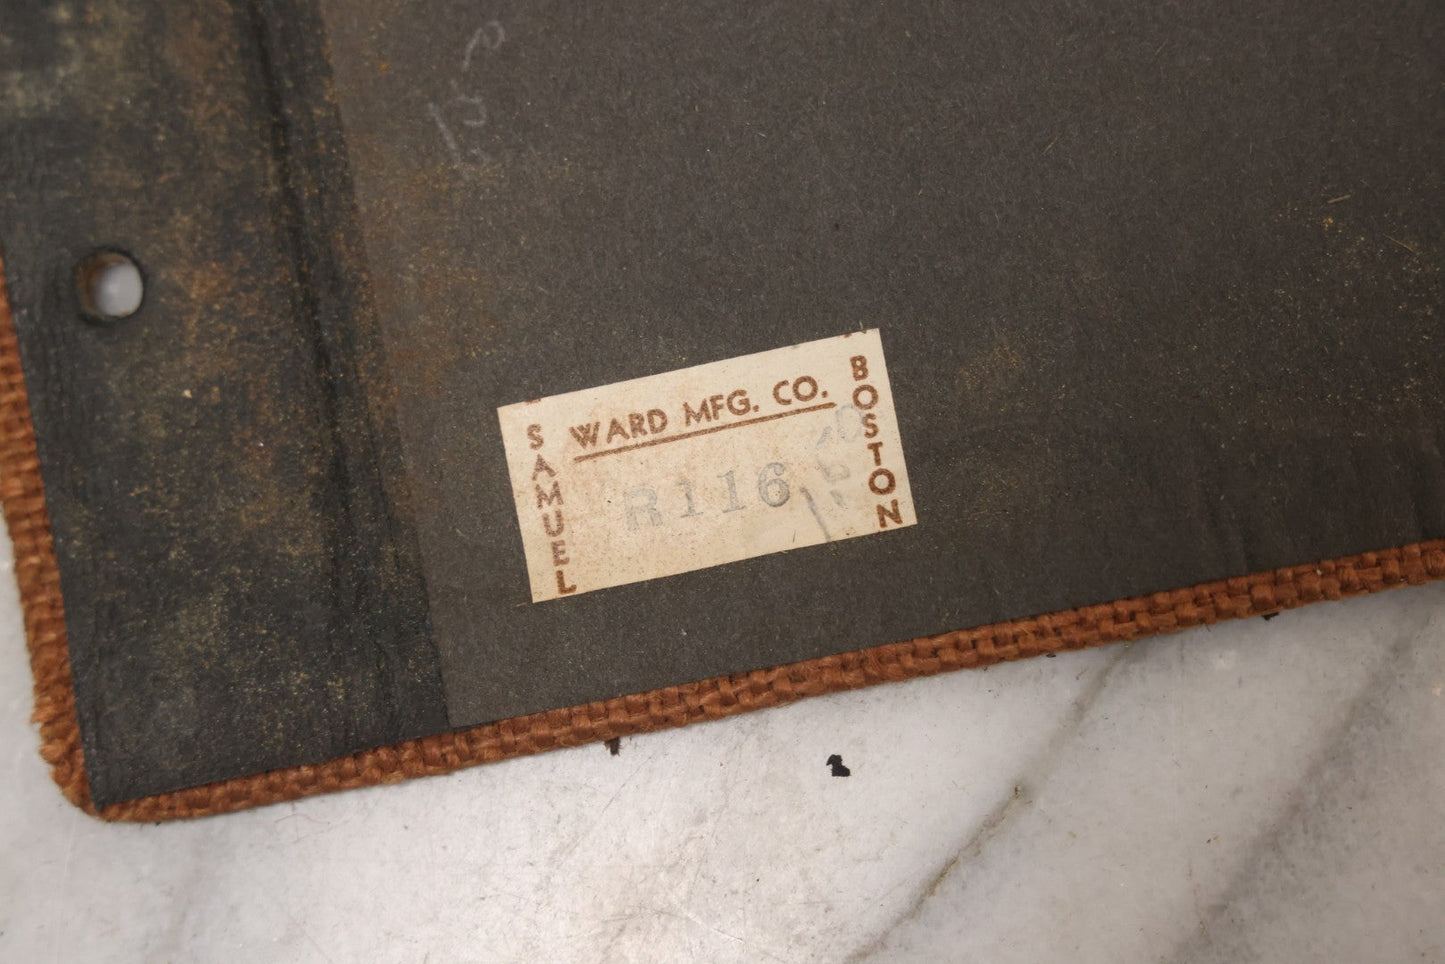 SAMUEL
WARD MFG. CO.
BOSTON
R116